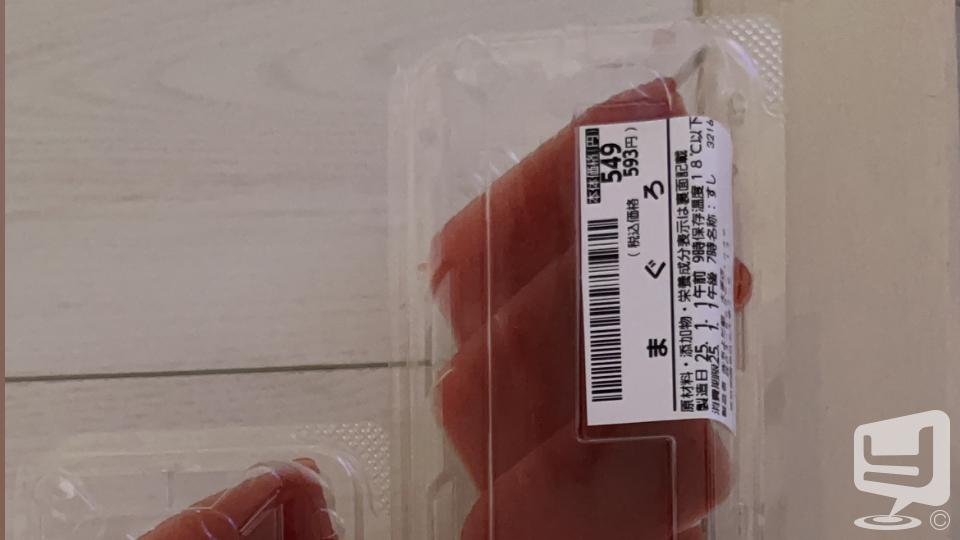 本体価格(円)
549
(税込価格 593円)
まぐろ
原材料・添加物・栄養成分表示は裏面記載
製造日 25. 1. 1午前 9時保存温度18℃以下
消費期限25. 1. 1午後 7時名称:すし 3216